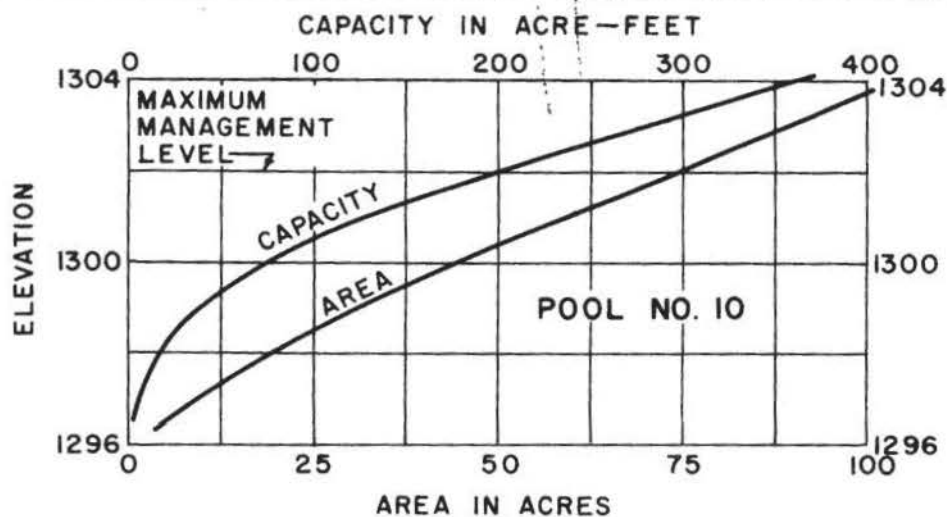 CAPACITY IN ACRE-FEET
0 100 200 300 400
1304 1304
MAXIMUM
MANAGEMENT
LEVEL
CAPACITY
ELEVATION
1300 1300
AREA
POOL NO. 10
1296 1296
0 25 50 75 100
AREA IN ACRES